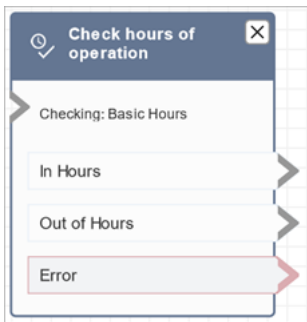 Check hours of
operation
Checking: Basic Hours
In Hours
Out of Hours
Error